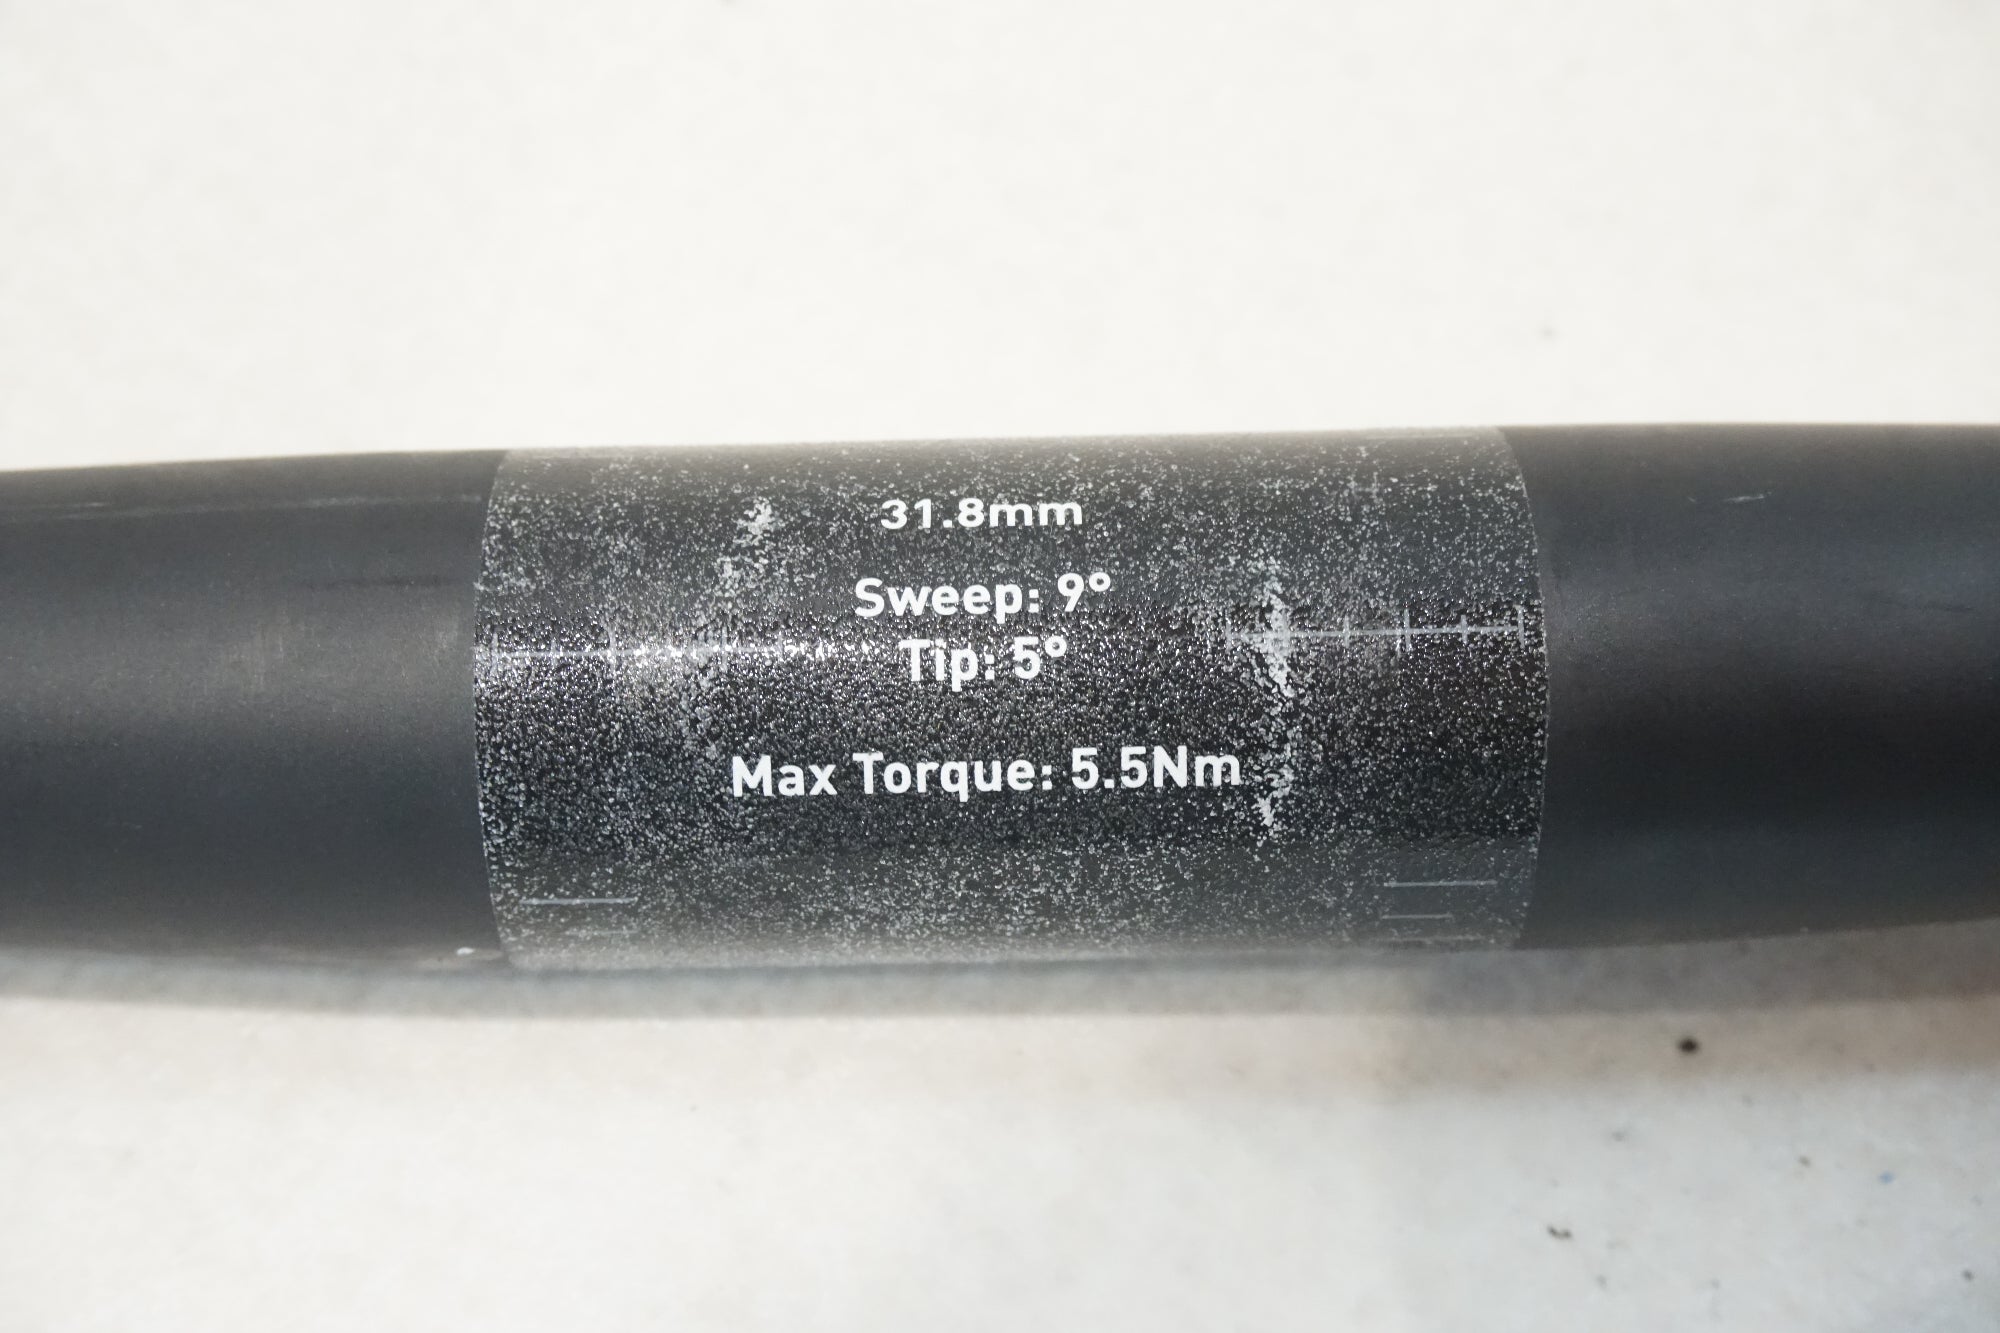 31.8mm
Sweep: 9°
Tip: 5°
Max Torque: 5.5Nm